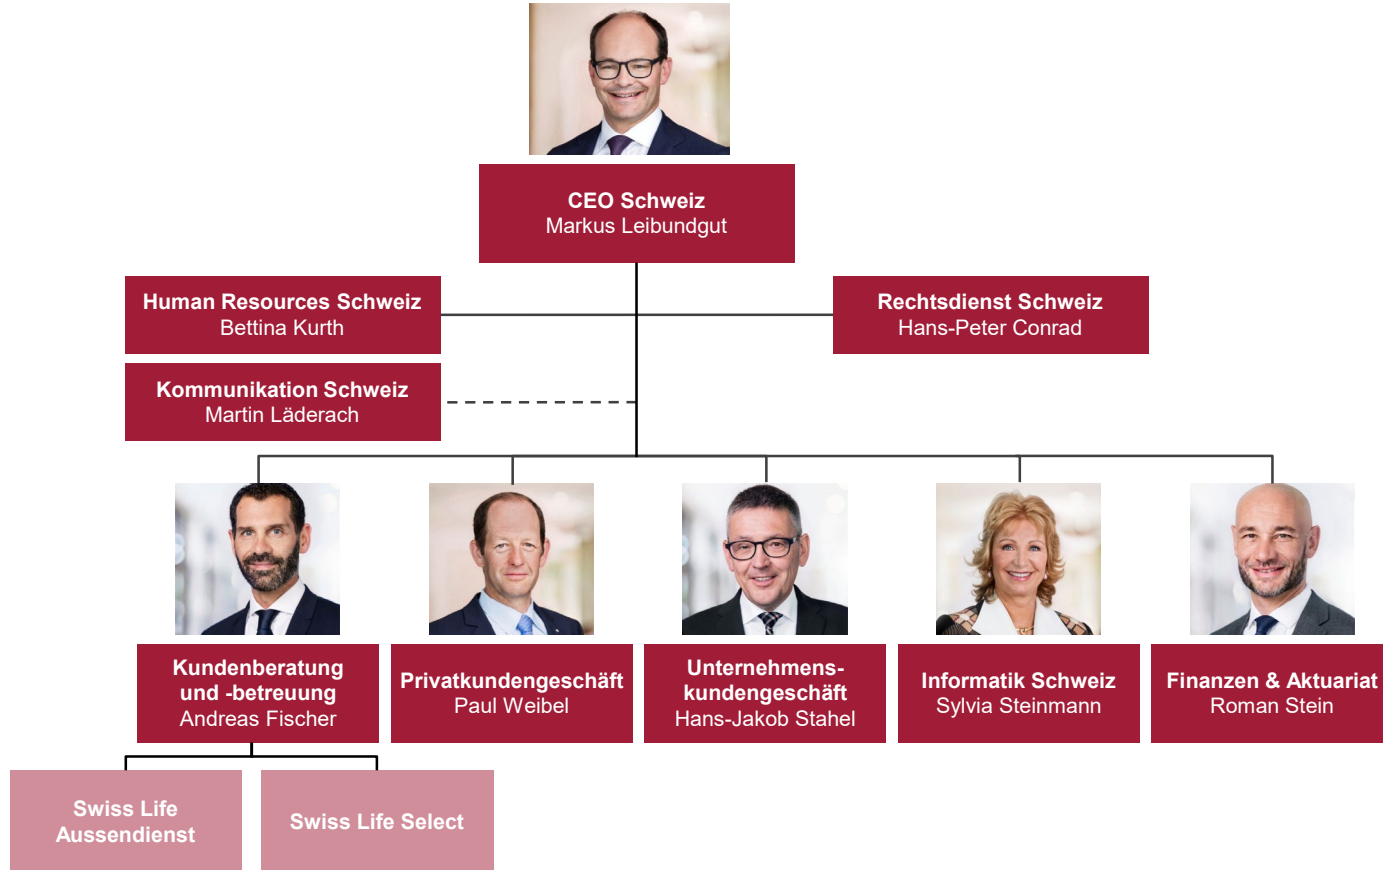 CEO Schweiz
Markus Leibundgut
Human Resources Schweiz
Bettina Kurth
Rechtsdienst Schweiz
Hans-Peter Conrad
Kommunikation Schweiz
Martin Läderach
Kundenberatung
und -betreuung
Andreas Fischer
Privatkundengeschäft
Paul Weibel
Unternehmens-
kundengeschäft
Hans-Jakob Stahel
Informatik Schweiz
Sylvia Steinmann
Finanzen & Aktuariat
Roman Stein
Swiss Life
Aussendienst
Swiss Life Select